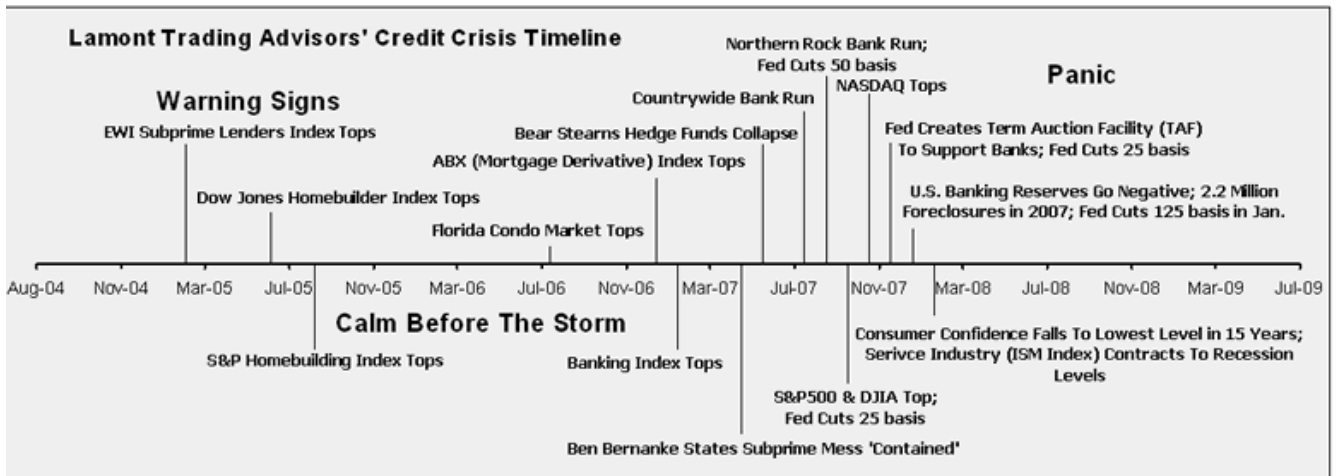 Lamont Trading Advisors' Credit Crisis Timeline
Northern Rock Bank Run;
Fed Cuts 50 basis
Panic
NASDAQ Tops
Warning Signs
Countrywide Bank Run
EWI Subprime Lenders Index Tops
Bear Stearns Hedge Funds Collapse
Fed Creates Term Auction Facility (TAF)
To Support Banks; Fed Cuts 25 basis
ABX (Mortgage Derivative) Index Tops
Dow Jones Homebuilder Index Tops
U.S. Banking Reserves Go Negative; 2.2 Million
Foreclosures in 2007; Fed Cuts 125 basis in Jan.
Florida Condo Market Tops
Aug-04 Nov-04 Mar-05 Jul-05 Nov-05 Mar-06 Jul-06 Nov-06 Mar-07 Jul-07 Nov-07 Mar-08 Jul-08 Nov-08 Mar-09 Jul-09
Calm Before The Storm
S&P Homebuilding Index Tops
Banking Index Tops
Consumer Confidence Falls To Lowest Level in 15 Years;
Serivce Industry (ISM Index) Contracts To Recession
Levels
S&P500 & DJIA Top;
Fed Cuts 25 basis
Ben Bernanke States Subprime Mess 'Contained'